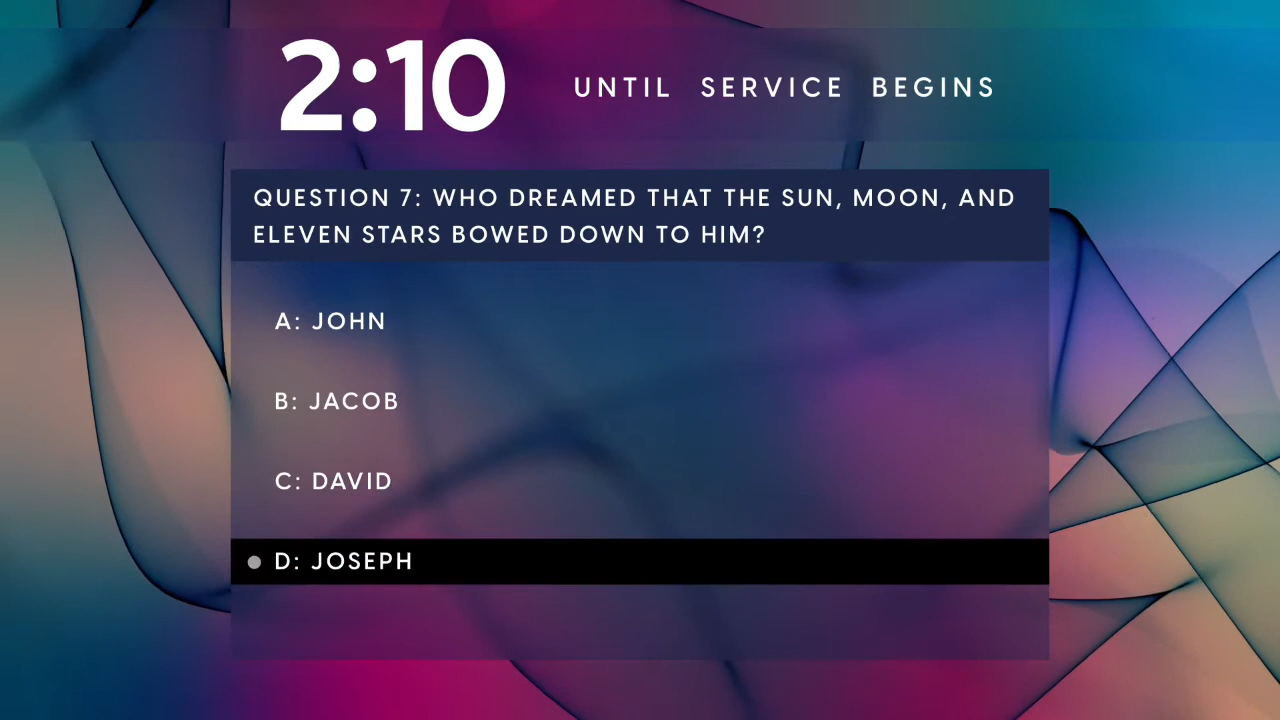 2:10 UNTIL SERVICE BEGINS
QUESTION 7: WHO DREAMED THAT THE SUN, MOON, AND
ELEVEN STARS BOWED DOWN TO HIM?
A: JOHN
B: JACOB
C: DAVID
D: JOSEPH